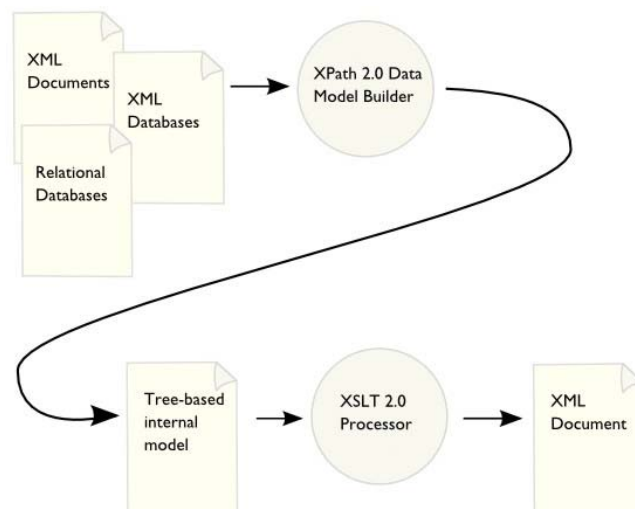 XML
Documents
XML
Databases
Relational
Databases
XPath 2.0 Data
Model Builder
Tree-based
internal
model
XSLT 2.0
Processor
XML
Document